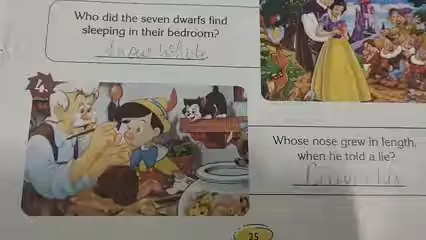 Who did the seven dwarfs find
sleeping in their bedroom?
Snow White
4.
Whose nose grew in length,
when he told a lie?
25